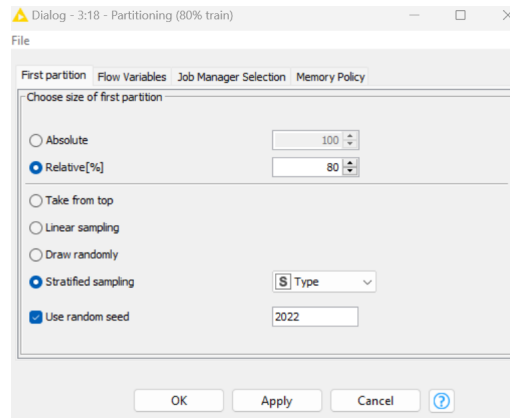 Dialog - 3:18 - Partitioning (80% train)
File
First partition Flow Variables Job Manager Selection Memory Policy
Choose size of first partition
Absolute 100
Relative[%] 80
Take from top
Linear sampling
Draw randomly
Stratified sampling S Type
Use random seed 2022
OK Apply Cancel ?